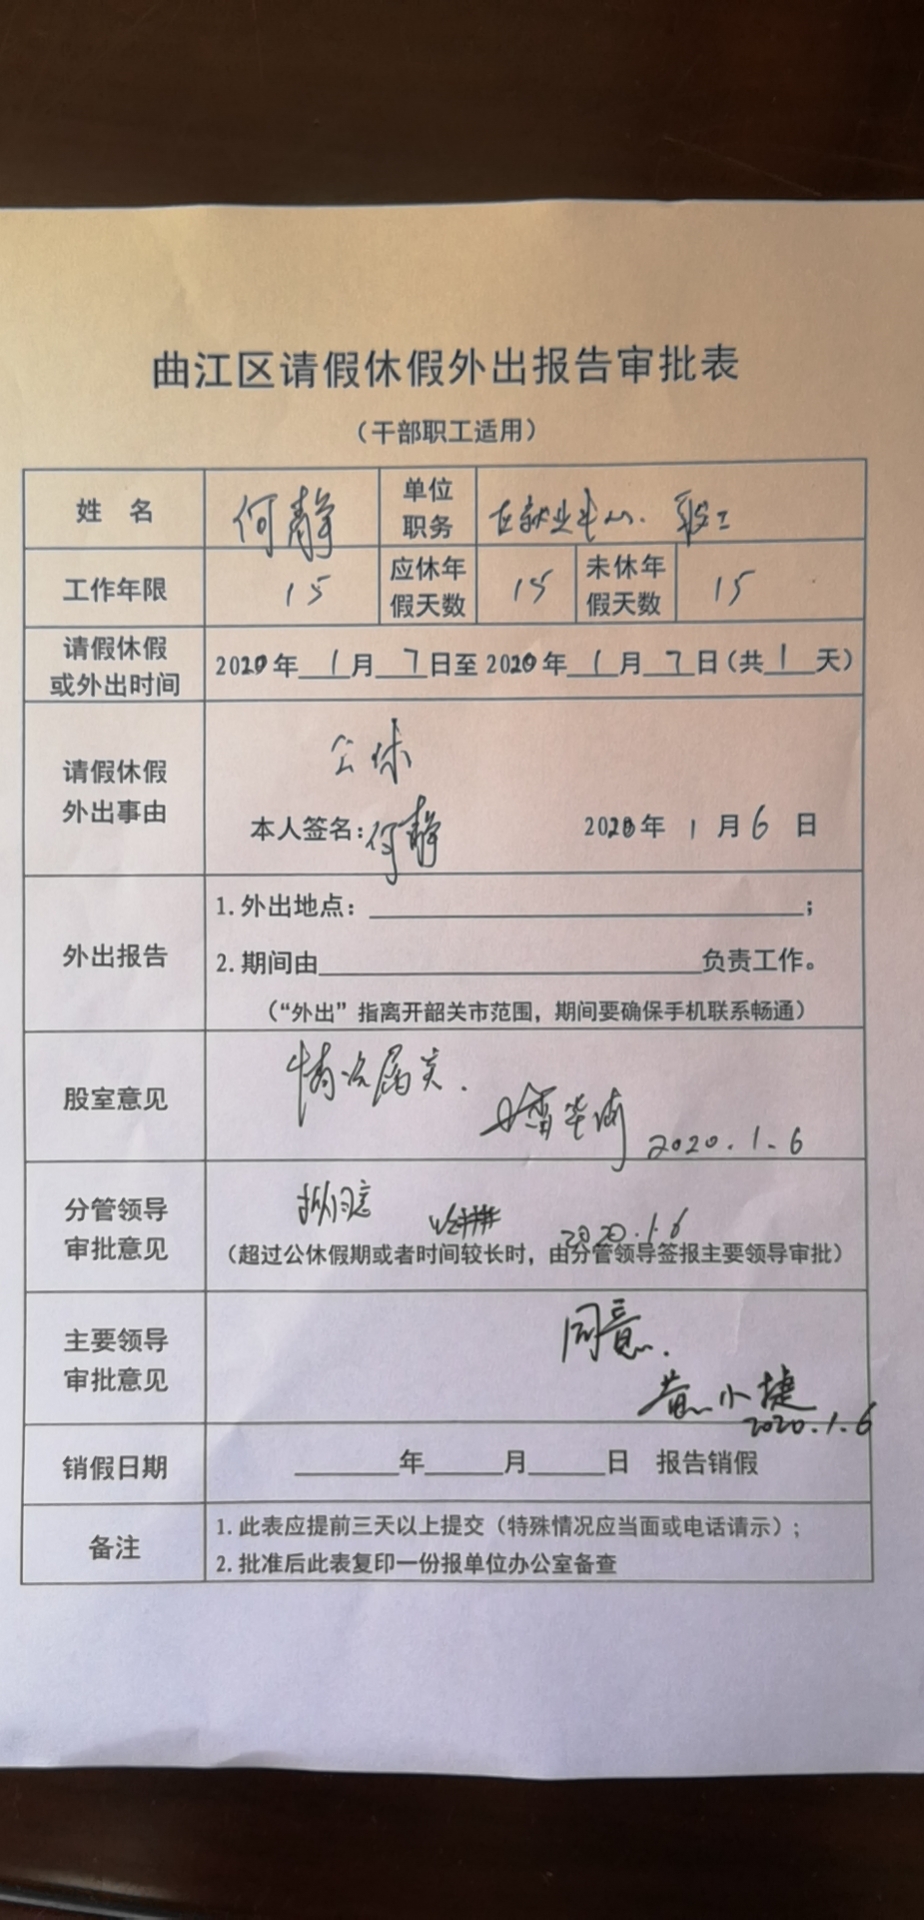 曲江区请假休假外出报告审批表
（干部职工适用）
姓 名 何静 单位职务 区就业中心. 职工
工作年限 15 应休年假天数 15 未休年假天数 15
请假休假或外出时间 2020年1月7日至2020年1月7日（共1天）
请假休假外出事由 公休
本人签名：何静 2020年1月6日
外出报告 1.外出地点：；
2.期间由负责工作。
（“外出”指离开韶关市范围，期间要确保手机联系畅通）
股室意见 情况属实.
2020.1.6
分管领导审批意见 拟同意 2020.1.6
（超过公休假期或者时间较长时，由分管领导签报主要领导审批）
主要领导审批意见 同意.
黄小捷
2020.1.6
销假日期 年 月 日 报告销假
备注 1.此表应提前三天以上提交（特殊情况应当面或电话请示）；
2.批准后此表复印一份报单位办公室备查